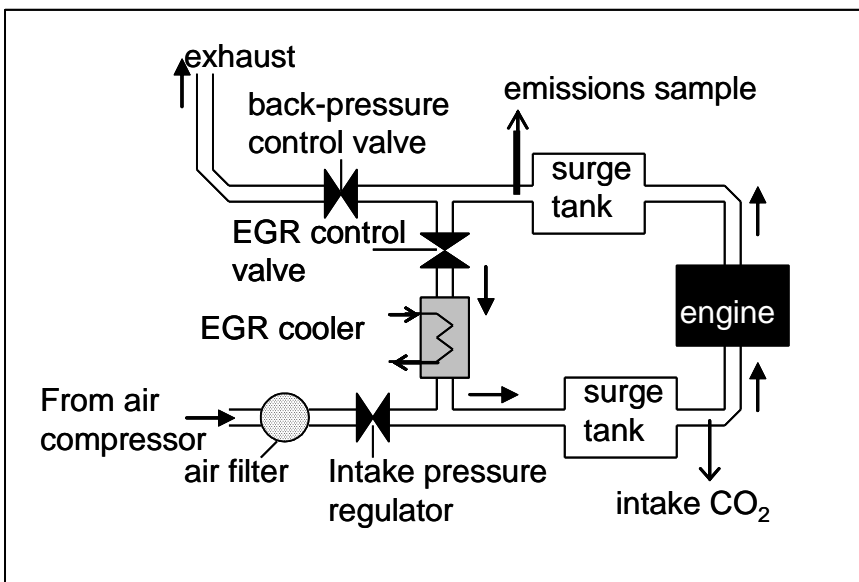 exhaust
back-pressure
control valve
emissions sample
surge
tank
EGR control
valve
engine
EGR cooler
surge
tank
From air
compressor
air filter
Intake pressure
regulator
intake CO₂